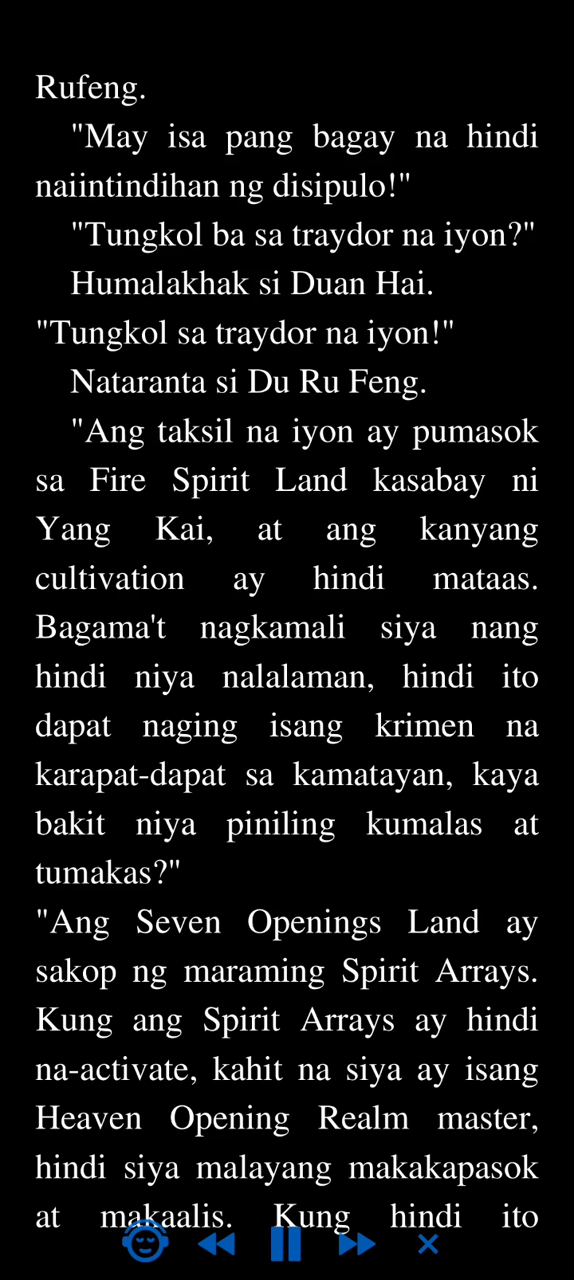 Rufeng.
"May isa pang bagay na hindi
naiintindihan ng disipulo!"
"Tungkol ba sa traydor na iyon?"
Humalakhak si Duan Hai.
"Tungkol sa traydor na iyon!"
Nataranta si Du Ru Feng.
"Ang taksil na iyon ay pumasok
sa Fire Spirit Land kasabay ni
Yang Kai, at ang kanyang
cultivation ay hindi mataas.
Bagama't nagkamali siya nang
hindi niya nalalaman, hindi ito
dapat naging isang krimen na
karapat-dapat sa kamatayan, kaya
bakit niya piniling kumalas at
tumakas?"
"Ang Seven Openings Land ay
sakop ng maraming Spirit Arrays.
Kung ang Spirit Arrays ay hindi
na-activate, kahit na siya ay isang
Heaven Opening Realm master,
hindi siya malayang makakapasok
at makaalis. Kung hindi ito